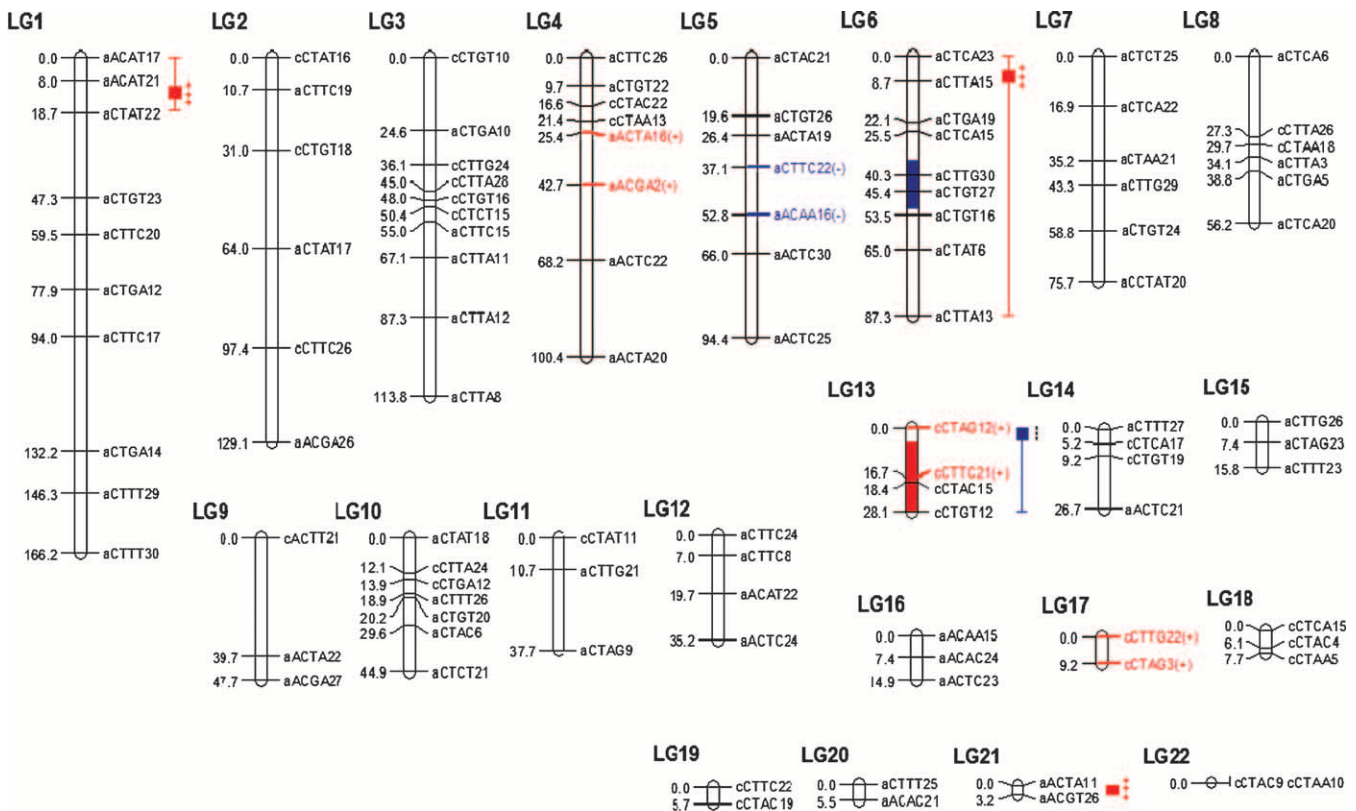 LG1
0.0 aACAT17
8.0 aACAT21
18.7 aCTAT22
47.3 aCTGT23
59.5 aCTTC20
77.9 aCTGA12
94.0 aCTTC17
132.2 aCTGA14
146.3 aCTTT29
166.2 aCTTT30
LG2
0.0 cCTAT16
10.7 aCTTC19
31.0 cCTGT18
64.0 aCTAT17
97.4 cCTTC26
129.1 aACGA26
LG3
0.0 cCTGT10
24.6 aCTGA10
36.1 cCTTG24
45.0 cCTTA28
48.0 cCTGT16
50.4 cCTCT15
55.0 aCTTC15
67.1 aCTTA11
87.3 aCTTA12
113.8 aCTTA8
LG4
0.0 aCTTC26
9.7 aCTGT22
16.6 cCTAC22
21.4 cCTAA13
25.4 aACTA16(+)
42.7 aACGA2(+)
68.2 aACTC22
100.4 aACTA20
LG5
0.0 aCTAC21
19.6 aCTGT26
26.4 aACTA19
37.1 aCTTC22(-)
52.8 aACAA16(-)
66.0 aACTC30
94.4 aACTC25
LG6
0.0 aCTCA23
8.7 aCTTA15
22.1 aCTGA19
25.5 aCTCA15
40.3 aCTTG30
45.4 aCTGT27
53.5 aCTGT16
65.0 aCTAT6
87.3 aCTTA13
LG7
0.0 aCTCT25
16.9 aCTCA22
35.2 aCTAA21
43.3 aCTTG29
58.8 aCTGT24
75.7 aCCTAT20
LG8
0.0 aCTCA6
27.3 cCTTA26
29.7 cCTAA18
34.1 aCTTA3
38.8 aCTGA5
56.2 aCTCA20
LG9
0.0 cACTT21
39.7 aACTA22
47.7 aACGA27
LG10
0.0 aCTAT18
12.1 cCTTA24
13.9 cCTGA12
18.9 aCTTT26
20.2 aCTGT20
29.6 aCTAC6
44.9 aCTCT21
LG11
0.0 cCTAT11
10.7 aCTTG21
37.7 aCTAG9
LG12
0.0 aCTTC24
7.0 aCTTC8
19.7 aACAT22
35.2 aACTC24
LG13
0.0 cCTAG12(+)
16.7 cCTTC21(+)
18.4 cCTAC15
28.1 cCTGT12
LG14
0.0 aCTTT27
5.2 cCTCA17
9.2 cCTGT19
26.7 aACTC21
LG15
0.0 aCTTG26
7.4 aCTAG23
15.8 aCTTT23
LG16
0.0 aACAA15
7.4 aACAC24
14.9 aACTC23
LG17
0.0 cCTTG22(+)
9.2 cCTAG3(+)
LG18
0.0 cCTCA15
6.1 cCTAC4
7.7 cCTAA5
LG19
0.0 cCTTC22
5.7 cCTAC19
LG20
0.0 aCTTT25
5.5 aACAC21
LG21
0.0 aACTA11
3.2 aACGT26
LG22
0.0 cCTAC9 cCTAA10